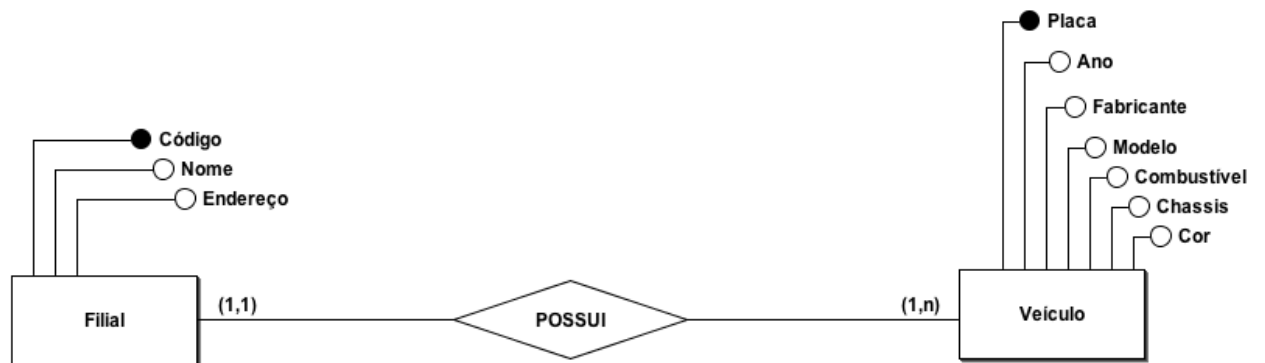 Placa
Ano
Fabricante
Código
Modelo
Nome
Combustível
Endereço
Chassis
Cor
(1,1)
(1,n)
Filial
POSSUI
Veículo